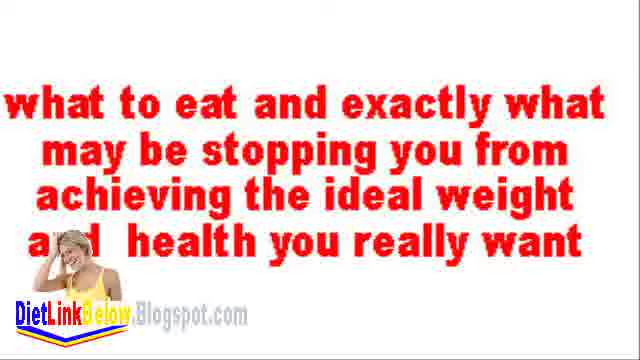 what to eat and exactly what
may be stopping you from
achieving the ideal weight
and health you really want
DietLinkBelow.Blogspot.com